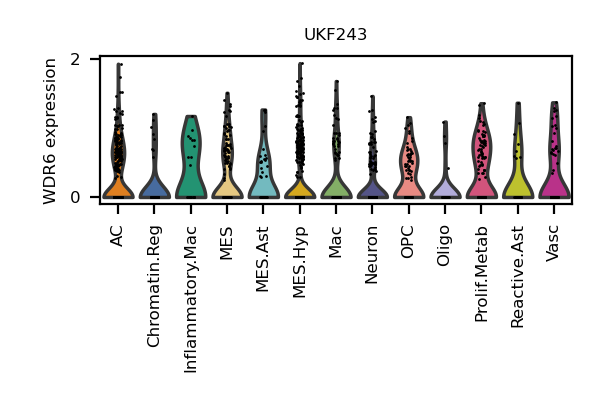 UKF243
WDR6 expression
2
0
AC
Chromatin.Reg
Inflammatory.Mac
MES
MES.Ast
MES.Hyp
Mac
Neuron
OPC
Oligo
Prolif.Metab
Reactive.Ast
Vasc